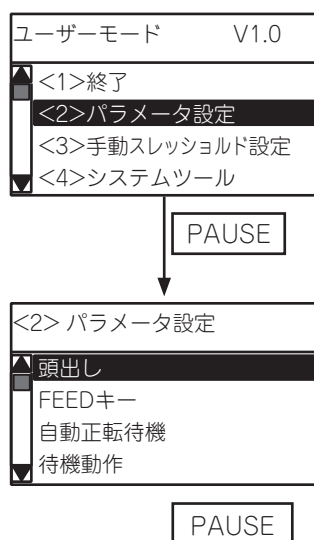 ユーザーモード V1.0
<1>終了
<2>パラメータ設定
<3>手動スレッショルド設定
<4>システムツール
PAUSE
<2> パラメータ設定
頭出し
FEEDキー
自動正転待機
待機動作
PAUSE